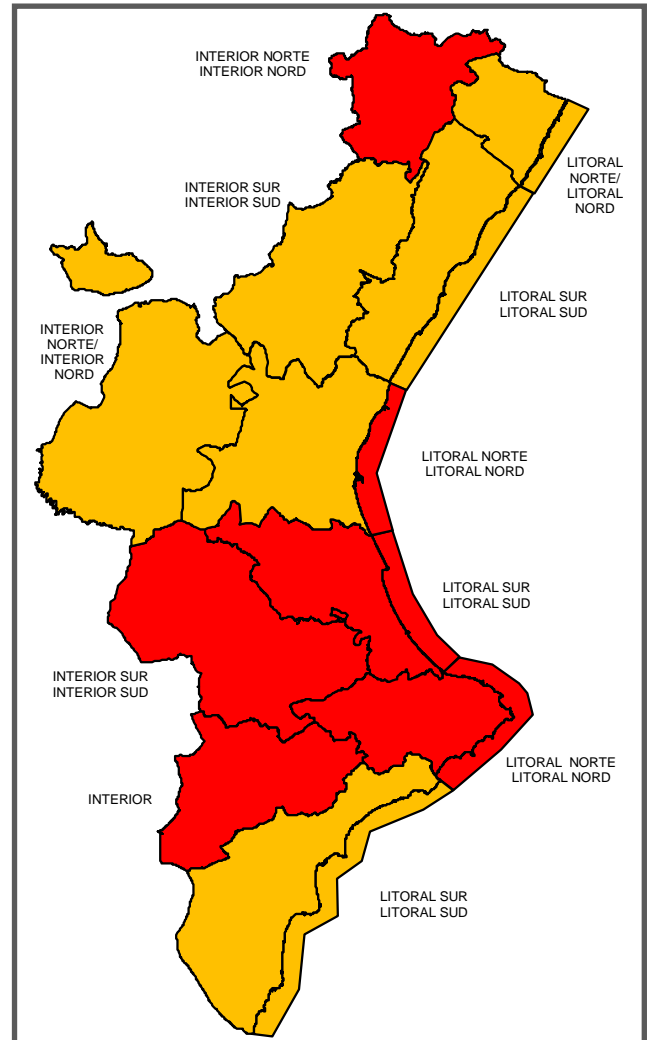 INTERIOR NORTE
INTERIOR NORD
LITORAL
NORTE/
LITORAL
NORD
INTERIOR SUR
INTERIOR SUD
LITORAL SUR
LITORAL SUD
INTERIOR
NORTE/
INTERIOR
NORD
LITORAL NORTE
LITORAL NORD
LITORAL SUR
LITORAL SUD
INTERIOR SUR
INTERIOR SUD
LITORAL NORTE
LITORAL NORD
INTERIOR
LITORAL SUR
LITORAL SUD